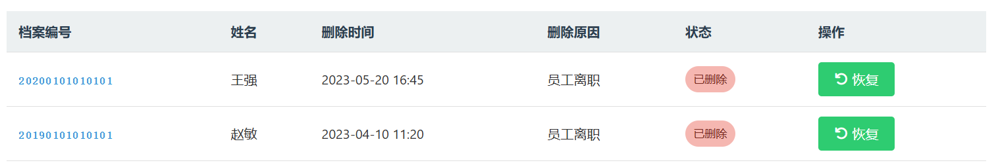 档案编号 姓名 删除时间 删除原因 状态 操作
20200101010101 王强 2023-05-20 16:45 员工离职 已删除 恢复
20190101010101 赵敏 2023-04-10 11:20 员工离职 已删除 恢复